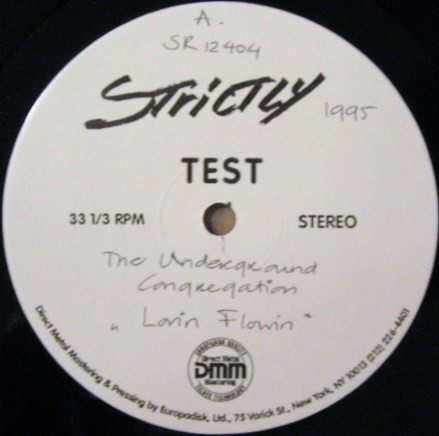 A.
SR 12404
STRICTLY
1995
TEST
33 1/3 RPM
STEREO
The Underground
Congregation
„ Lovin Flowin "
Direct Metal
DMM
Mastering
Direct Metal Mastering & Pressing by Europadisk, Ltd., 75 Varick St., New York, NY 10013 (212) 226-4401